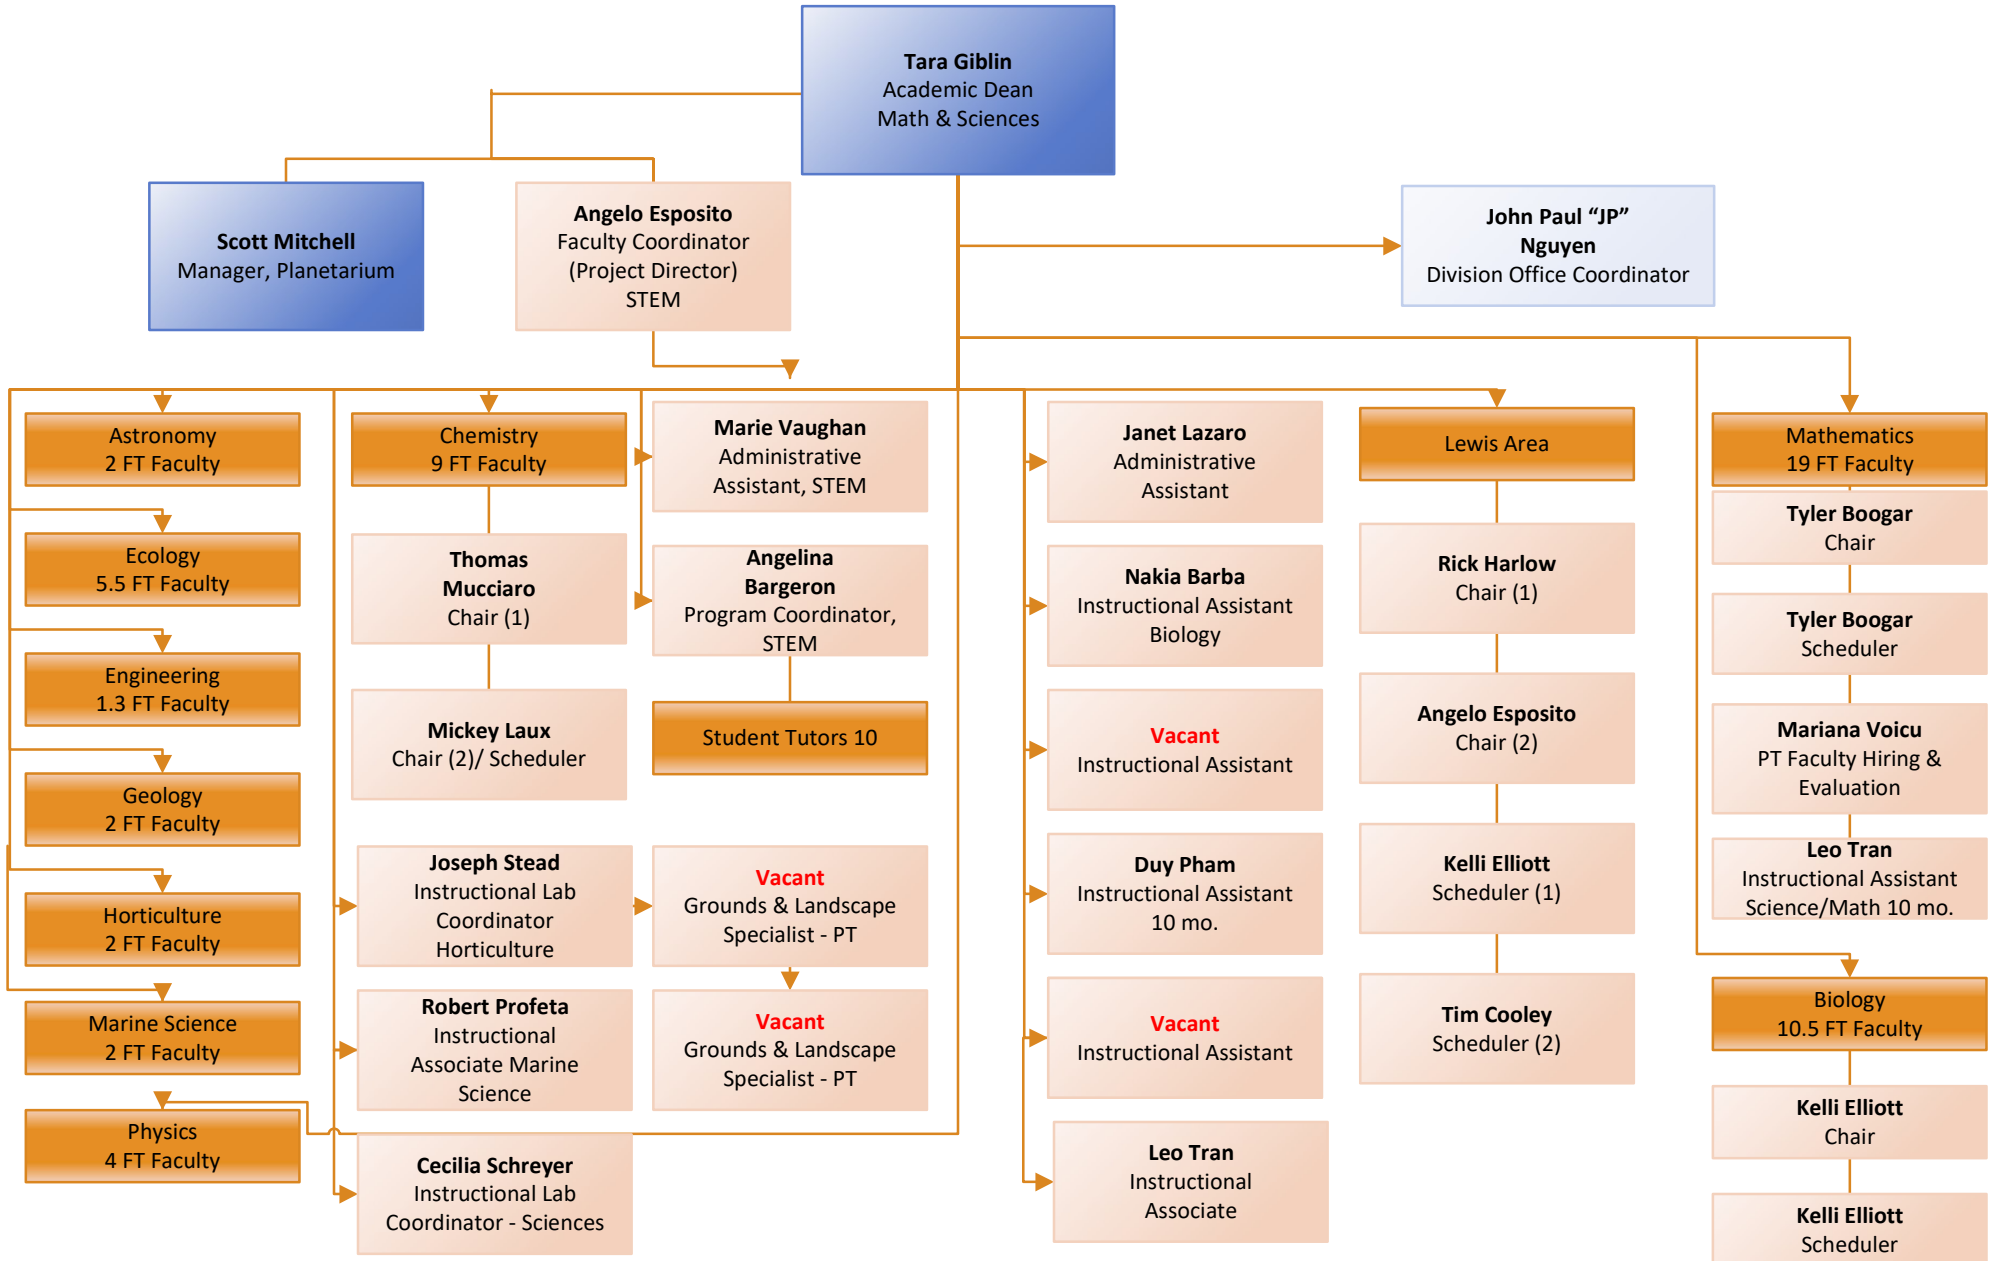 Tara Giblin
Academic Dean
Math & Sciences
Scott Mitchell
Manager, Planetarium
Angelo Esposito
Faculty Coordinator
(Project Director)
STEM
John Paul “JP”
Nguyen
Division Office Coordinator
Astronomy
2 FT Faculty
Ecology
5.5 FT Faculty
Engineering
1.3 FT Faculty
Geology
2 FT Faculty
Horticulture
2 FT Faculty
Marine Science
2 FT Faculty
Physics
4 FT Faculty
Chemistry
9 FT Faculty
Thomas
Mucciaro
Chair (1)
Mickey Laux
Chair (2)/ Scheduler
Joseph Stead
Instructional Lab
Coordinator
Horticulture
Robert Profeta
Instructional
Associate Marine
Science
Cecilia Schreyer
Instructional Lab
Coordinator - Sciences
Marie Vaughan
Administrative
Assistant, STEM
Angelina
Bargeron
Program Coordinator,
STEM
Student Tutors 10
Vacant
Grounds & Landscape
Specialist - PT
Vacant
Grounds & Landscape
Specialist - PT
Janet Lazaro
Administrative
Assistant
Nakia Barba
Instructional Assistant
Biology
Vacant
Instructional Assistant
Duy Pham
Instructional Assistant
10 mo.
Vacant
Instructional Assistant
Leo Tran
Instructional
Associate
Lewis Area
Rick Harlow
Chair (1)
Angelo Esposito
Chair (2)
Kelli Elliott
Scheduler (1)
Tim Cooley
Scheduler (2)
Mathematics
19 FT Faculty
Tyler Boogar
Chair
Tyler Boogar
Scheduler
Mariana Voicu
PT Faculty Hiring &
Evaluation
Leo Tran
Instructional Assistant
Science/Math 10 mo.
Biology
10.5 FT Faculty
Kelli Elliott
Chair
Kelli Elliott
Scheduler